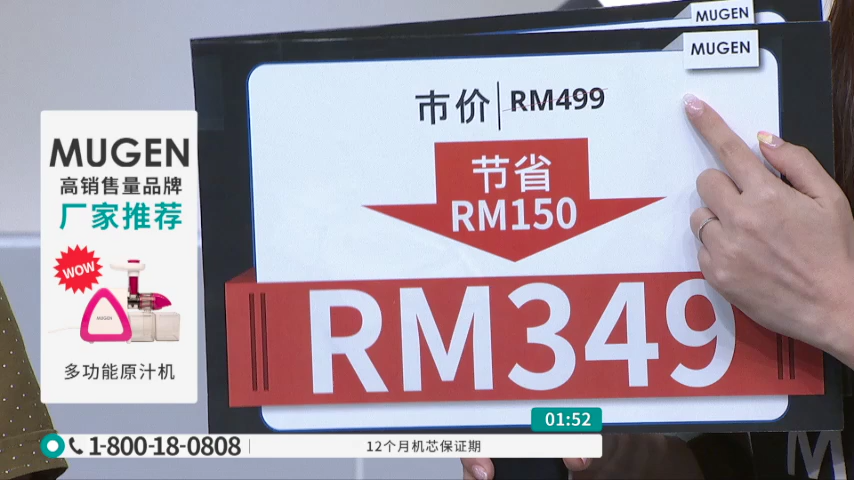 MUGEN
MUGEN
市价 RM499
节省
RM150
RM349
MUGEN
高销售量品牌
厂家推荐
WOW
MUGEN
多功能原汁机
01:52
1-800-18-0808
12个月机芯保证期
M